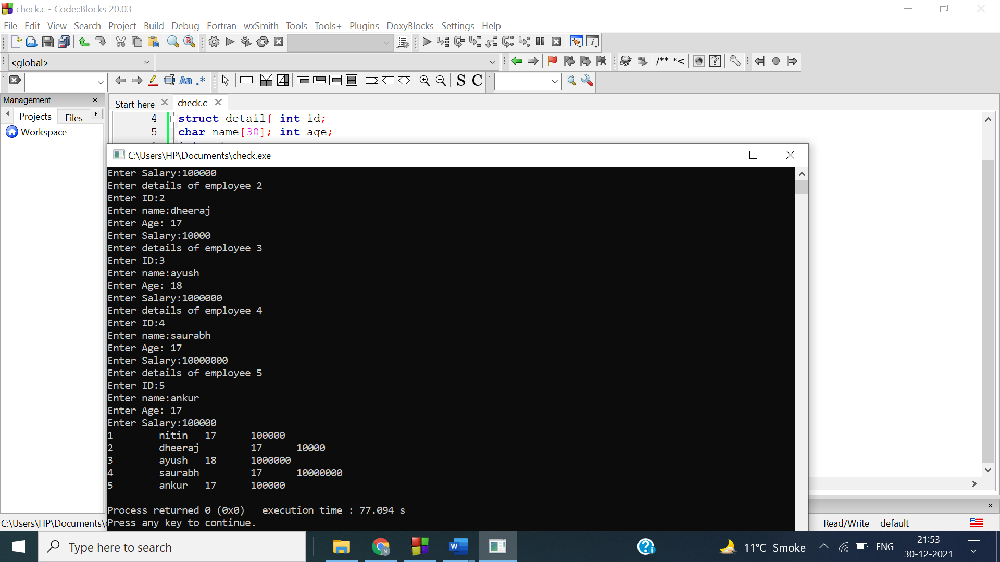 check.c - Code::Blocks 20.03
File Edit View Search Project Build Debug Fortran wxSmith Tools Tools+ Plugins DoxyBlocks Settings Help
<global>
/** *<
Aa .* S C
Management
Start here check.c
Projects Files
Workspace
4 struct detail{ int id;
5 char name[30]; int age;
C:\Users\HP\Documents\check.exe
Enter Salary:100000
Enter details of employee 2
Enter ID:2
Enter name:dheeraj
Enter Age: 17
Enter Salary:10000
Enter details of employee 3
Enter ID:3
Enter name:ayush
Enter Age: 18
Enter Salary:1000000
Enter details of employee 4
Enter ID:4
Enter name:saurabh
Enter Age: 17
Enter Salary:10000000
Enter details of employee 5
Enter ID:5
Enter name:ankur
Enter Age: 17
Enter Salary:100000
1 nitin 17 100000
2 dheeraj 17 10000
3 ayush 18 1000000
4 saurabh 17 10000000
5 ankur 17 100000
Process returned 0 (0x0) execution time : 77.094 s
Press any key to continue.
C:\Users\HP\Documents\ Read/Write default
Type here to search
11°C Smoke ENG 21:53
30-12-2021